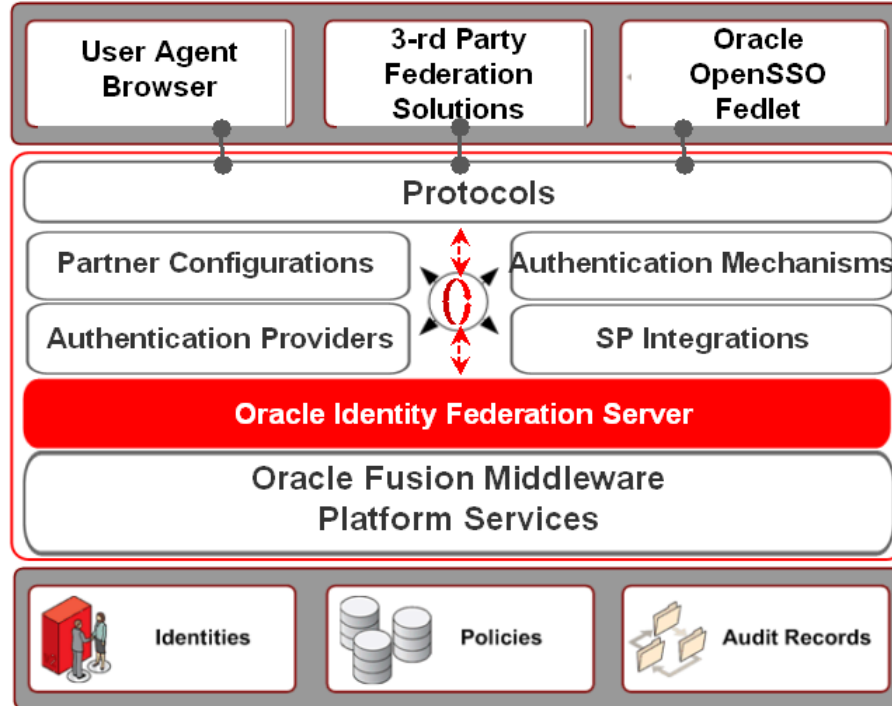 User Agent
Browser
3-rd Party
Federation
Solutions
Oracle
OpenSSO
Fedlet
Protocols
Partner Configurations
Authentication Mechanisms
Authentication Providers
SP Integrations
Oracle Identity Federation Server
Oracle Fusion Middleware
Platform Services
Identities
Policies
Audit Records